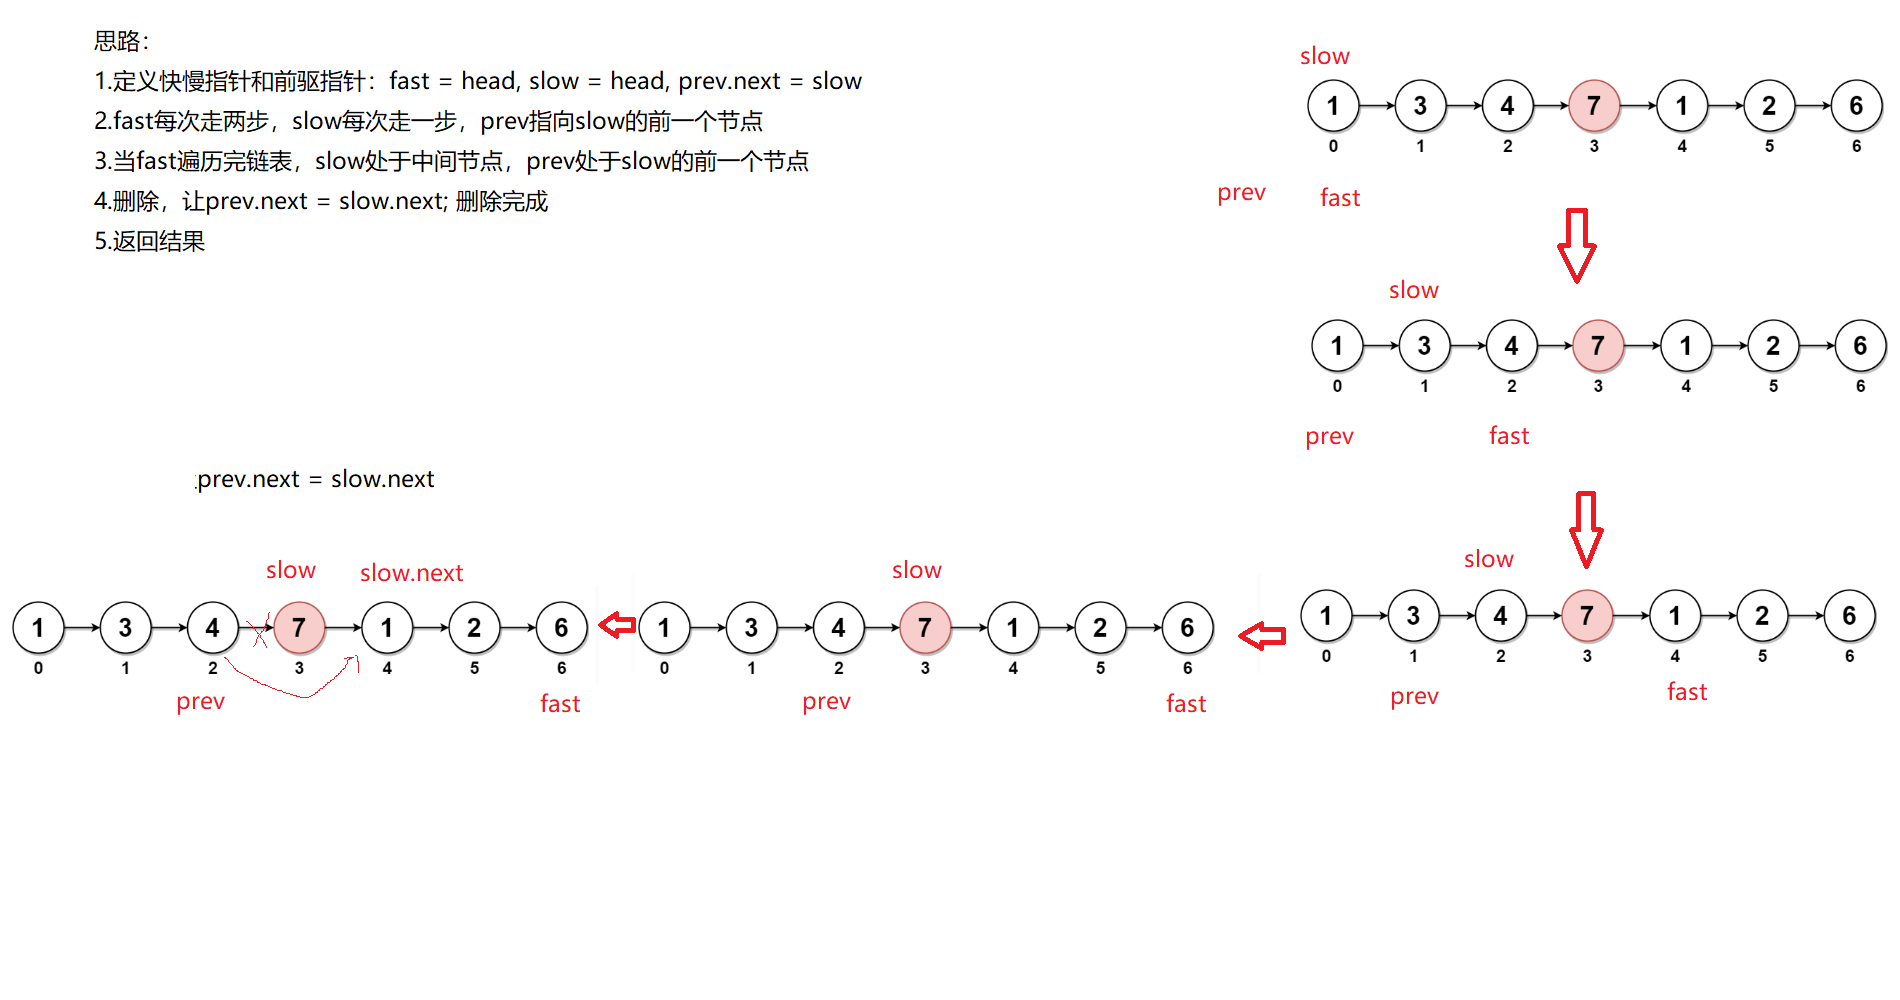 思路：
1.定义快慢指针和前驱指针：fast = head, slow = head, prev.next = slow
2.fast每次走两步，slow每次走一步，prev指向slow的前一个节点
3.当fast遍历完链表，slow处于中间节点，prev处于slow的前一个节点
4.删除，让prev.next = slow.next; 删除完成
5.返回结果
slow
1 3 4 7 1 2 6
0 1 2 3 4 5 6
prev fast
slow
1 3 4 7 1 2 6
0 1 2 3 4 5 6
prev fast
slow
1 3 4 7 1 2 6
0 1 2 3 4 5 6
prev fast
slow
1 3 4 7 1 2 6
0 1 2 3 4 5 6
prev fast
prev.next = slow.next
slow slow.next
1 3 4 7 1 2 6
0 1 2 3 4 5 6
prev fast